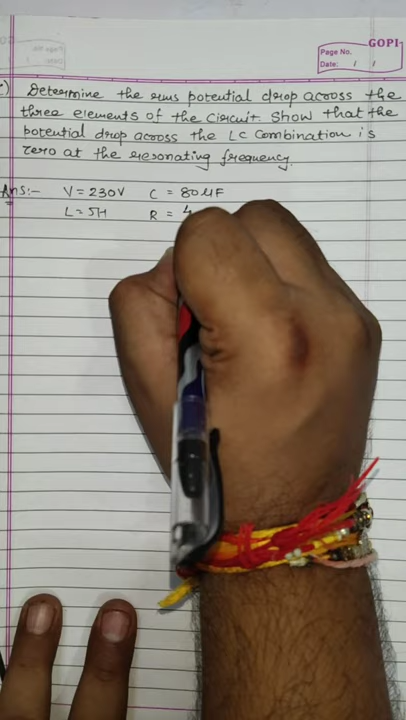 GOPI
Page No.
Date: / /
c) Determine the rms potential drop across the
three elements of the circuit. Show that the
potential drop across the LC combination is
zero at the resonating frequency.
Ans:- V = 230V C = 80 μF
L = 5H R = 4